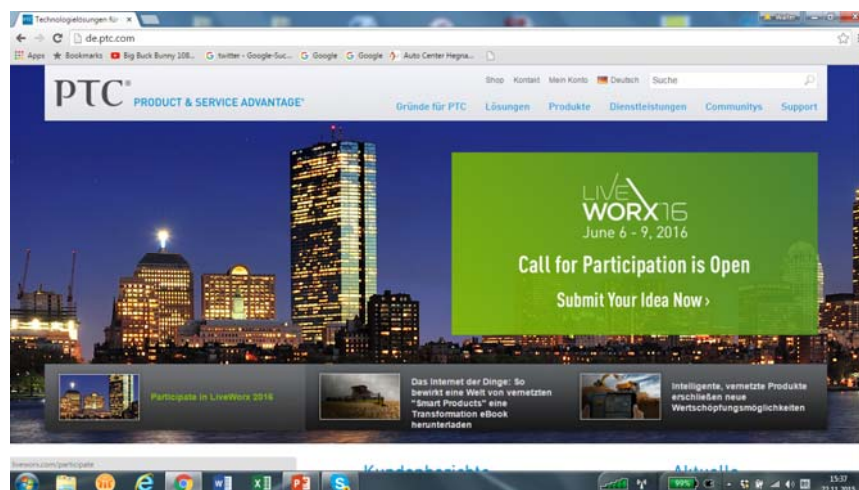 Technologielösungen für
de.ptc.com
Apps Bookmarks Big Buck Bunny 108... twitter - Google-Suc... Google Google Auto Center Hegna...
Shop Kontakt Mein Konto Deutsch Suche
PTC®
PRODUCT & SERVICE ADVANTAGE®
Gründe für PTC Lösungen Produkte Dienstleistungen Communitys Support
LIVE
WORX16
June 6 - 9, 2016
Call for Participation is Open
Submit Your Idea Now ›
Participate in LiveWorx 2016
Das Internet der Dinge: So
bewirkt eine Welt von vernetzten
"Smart Products" eine
Transformation eBook
herunterladen
Intelligente, vernetzte Produkte
erschließen neue
Wertschöpfungsmöglichkeiten
liveworx.com/participate
Kundenberichte
Aktuelle
99%
15:37